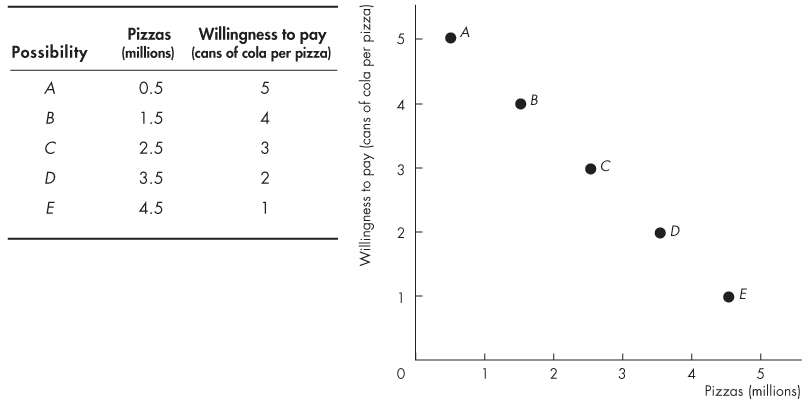 Possibility Pizzas (millions) Willingness to pay (cans of cola per pizza)
A 0.5 5
B 1.5 4
C 2.5 3
D 3.5 2
E 4.5 1
Willingness to pay (cans of cola per pizza)
5
4
3
2
1
A
B
C
D
E
0 1 2 3 4 5
Pizzas (millions)